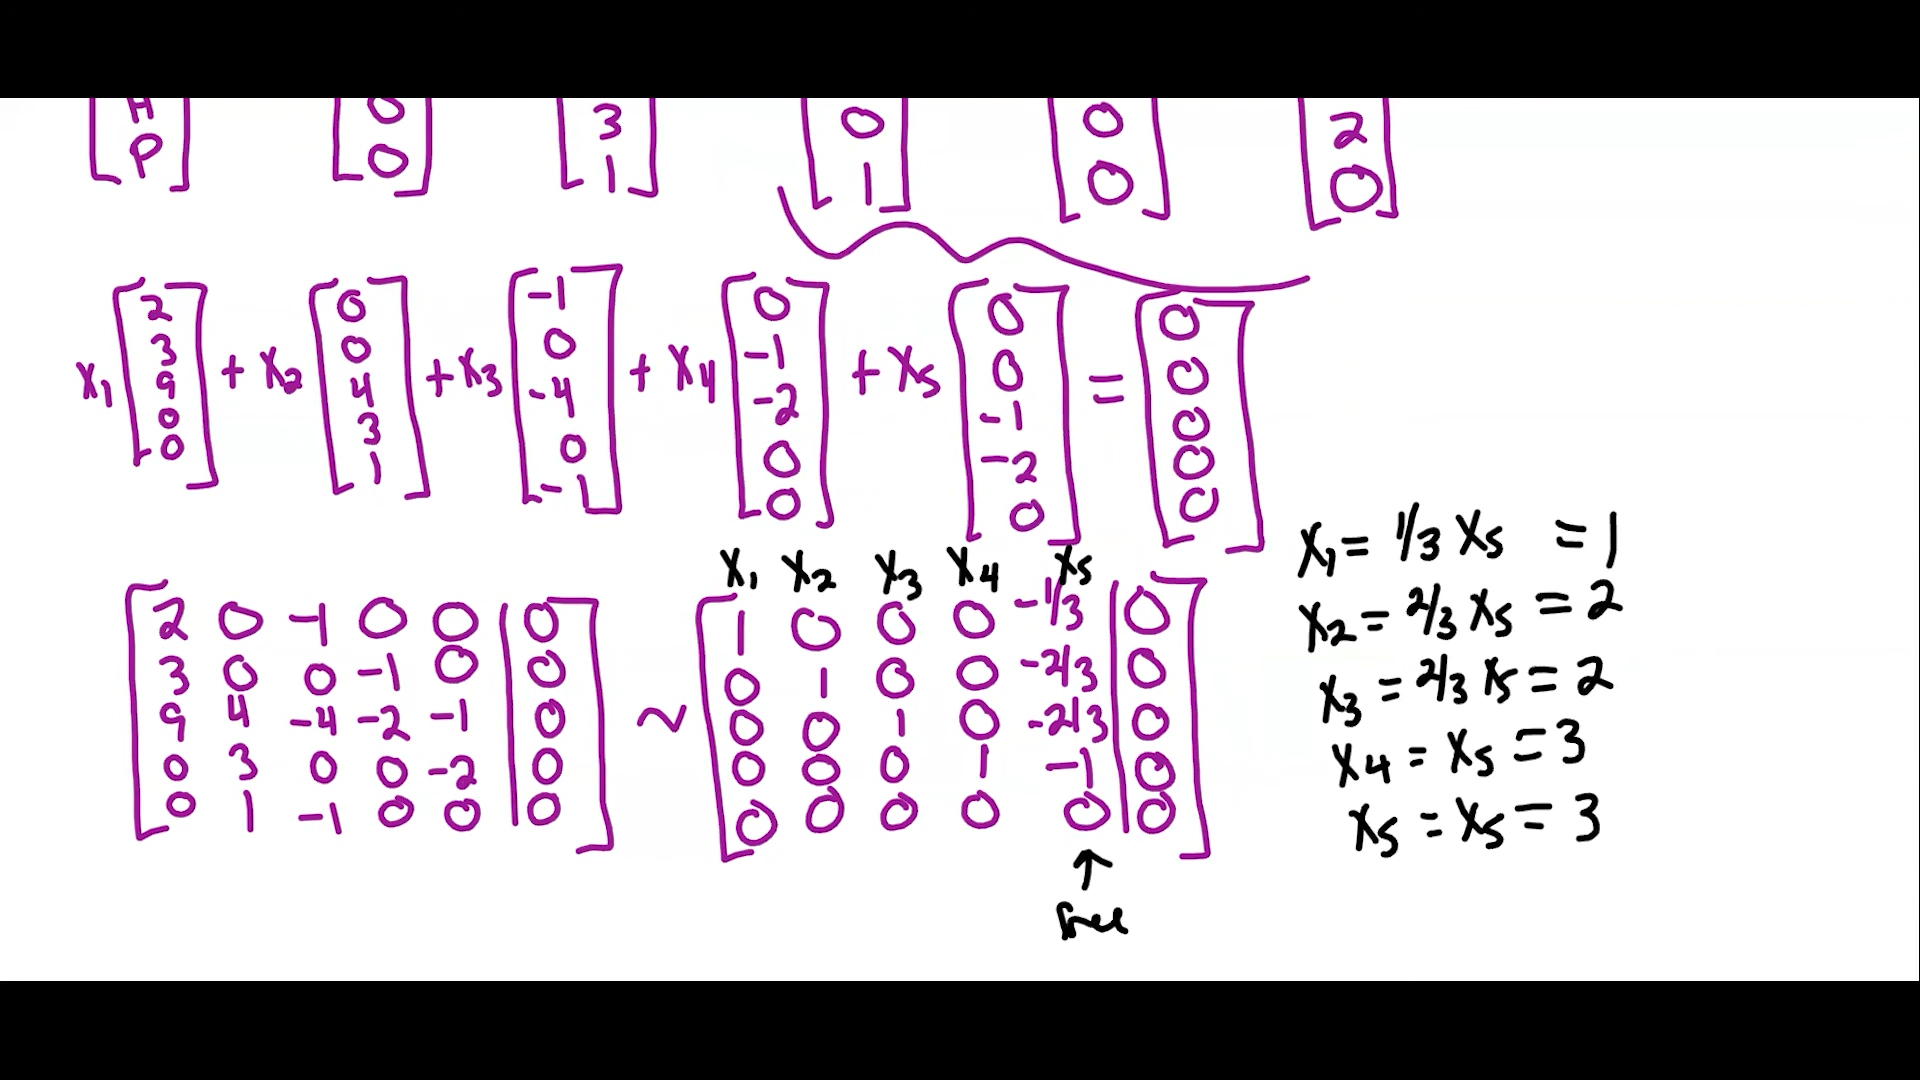 H 0 3 0 0 2
P 0 1 1 0 0
x₁ [2 3 9 0 0] + x₂ [0 0 4 3 1] + x₃ [-1 0 -4 0 -1] + x₄ [0 -1 -2 0 0] + x₅ [0 0 -1 -2 0] = [0 0 0 0 0]
x₁ x₂ x₃ x₄ x₅
2 0 -1 0 0 | 0
3 0 0 -1 0 | 0
9 4 -4 -2 -1 | 0
0 3 0 0 -2 | 0
0 1 -1 0 0 | 0
~
1 0 0 0 -1/3 | 0
0 1 0 0 -2/3 | 0
0 0 1 0 -2/3 | 0
0 0 0 1 -1 | 0
0 0 0 0 0 | 0
↑
free
x₁ = 1/3 x₅ = 1
x₂ = 2/3 x₅ = 2
x₃ = 2/3 x₅ = 2
x₄ = x₅ = 3
x₅ = x₅ = 3